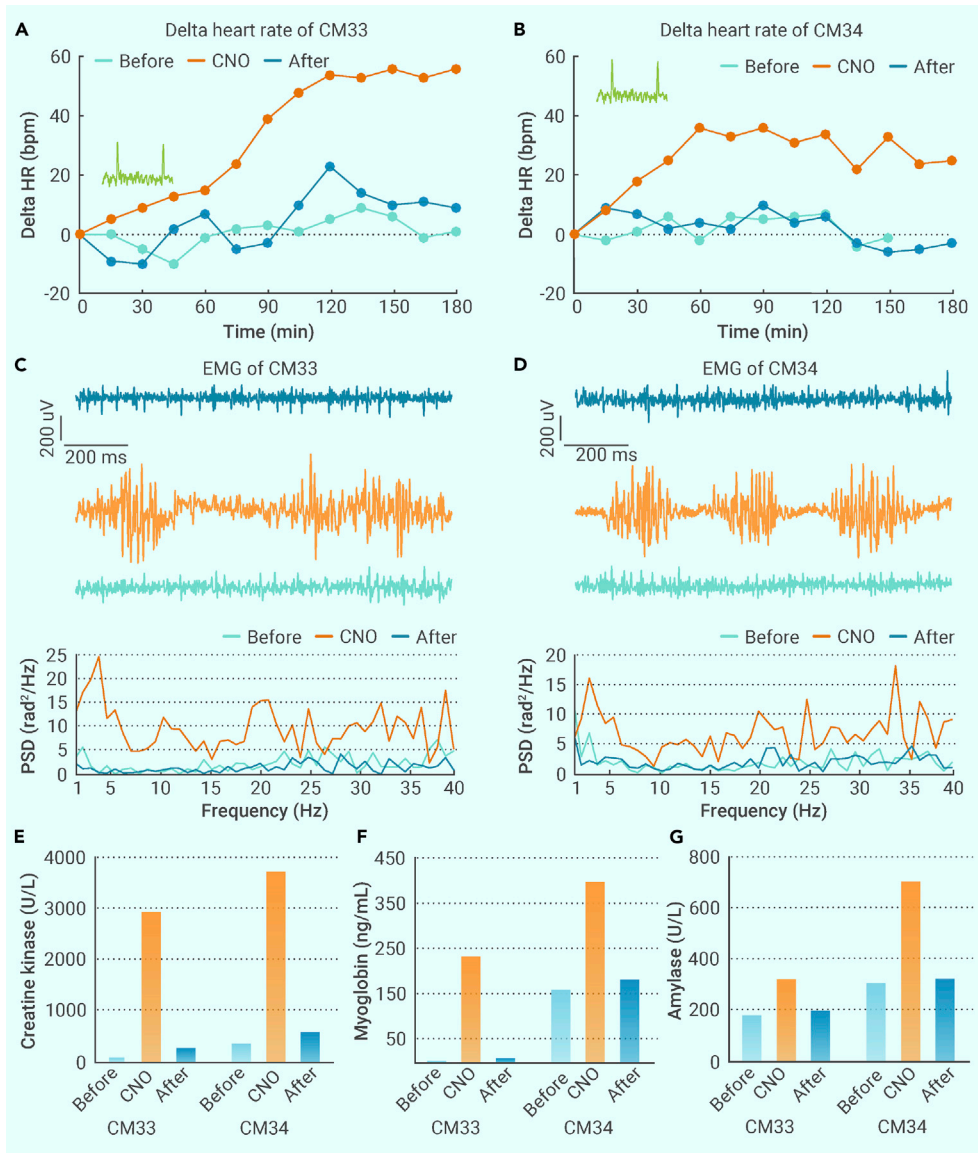 A
Delta heart rate of CM33
Before CNO After
Delta HR (bpm)
60
40
20
0
-20
0 30 60 90 120 150 180
Time (min)
B
Delta heart rate of CM34
Before CNO After
Delta HR (bpm)
60
40
20
0
-20
0 30 60 90 120 150 180
Time (min)
C
EMG of CM33
200 uV
200 ms
Before CNO After
PSD (rad²/Hz)
25
20
15
10
5
0
1 5 10 15 20 25 30 35 40
Frequency (Hz)
D
EMG of CM34
200 uV
200 ms
Before CNO After
PSD (rad²/Hz)
20
15
10
5
0
1 5 10 15 20 25 30 35 40
Frequency (Hz)
E
Creatine kinase (U/L)
4000
3000
2000
1000
0
Before CNO After Before CNO After
CM33 CM34
F
Myoglobin (ng/mL)
450
350
250
150
50
Before CNO After Before CNO After
CM33 CM34
G
Amylase (U/L)
800
600
400
200
0
Before CNO After Before CNO After
CM33 CM34